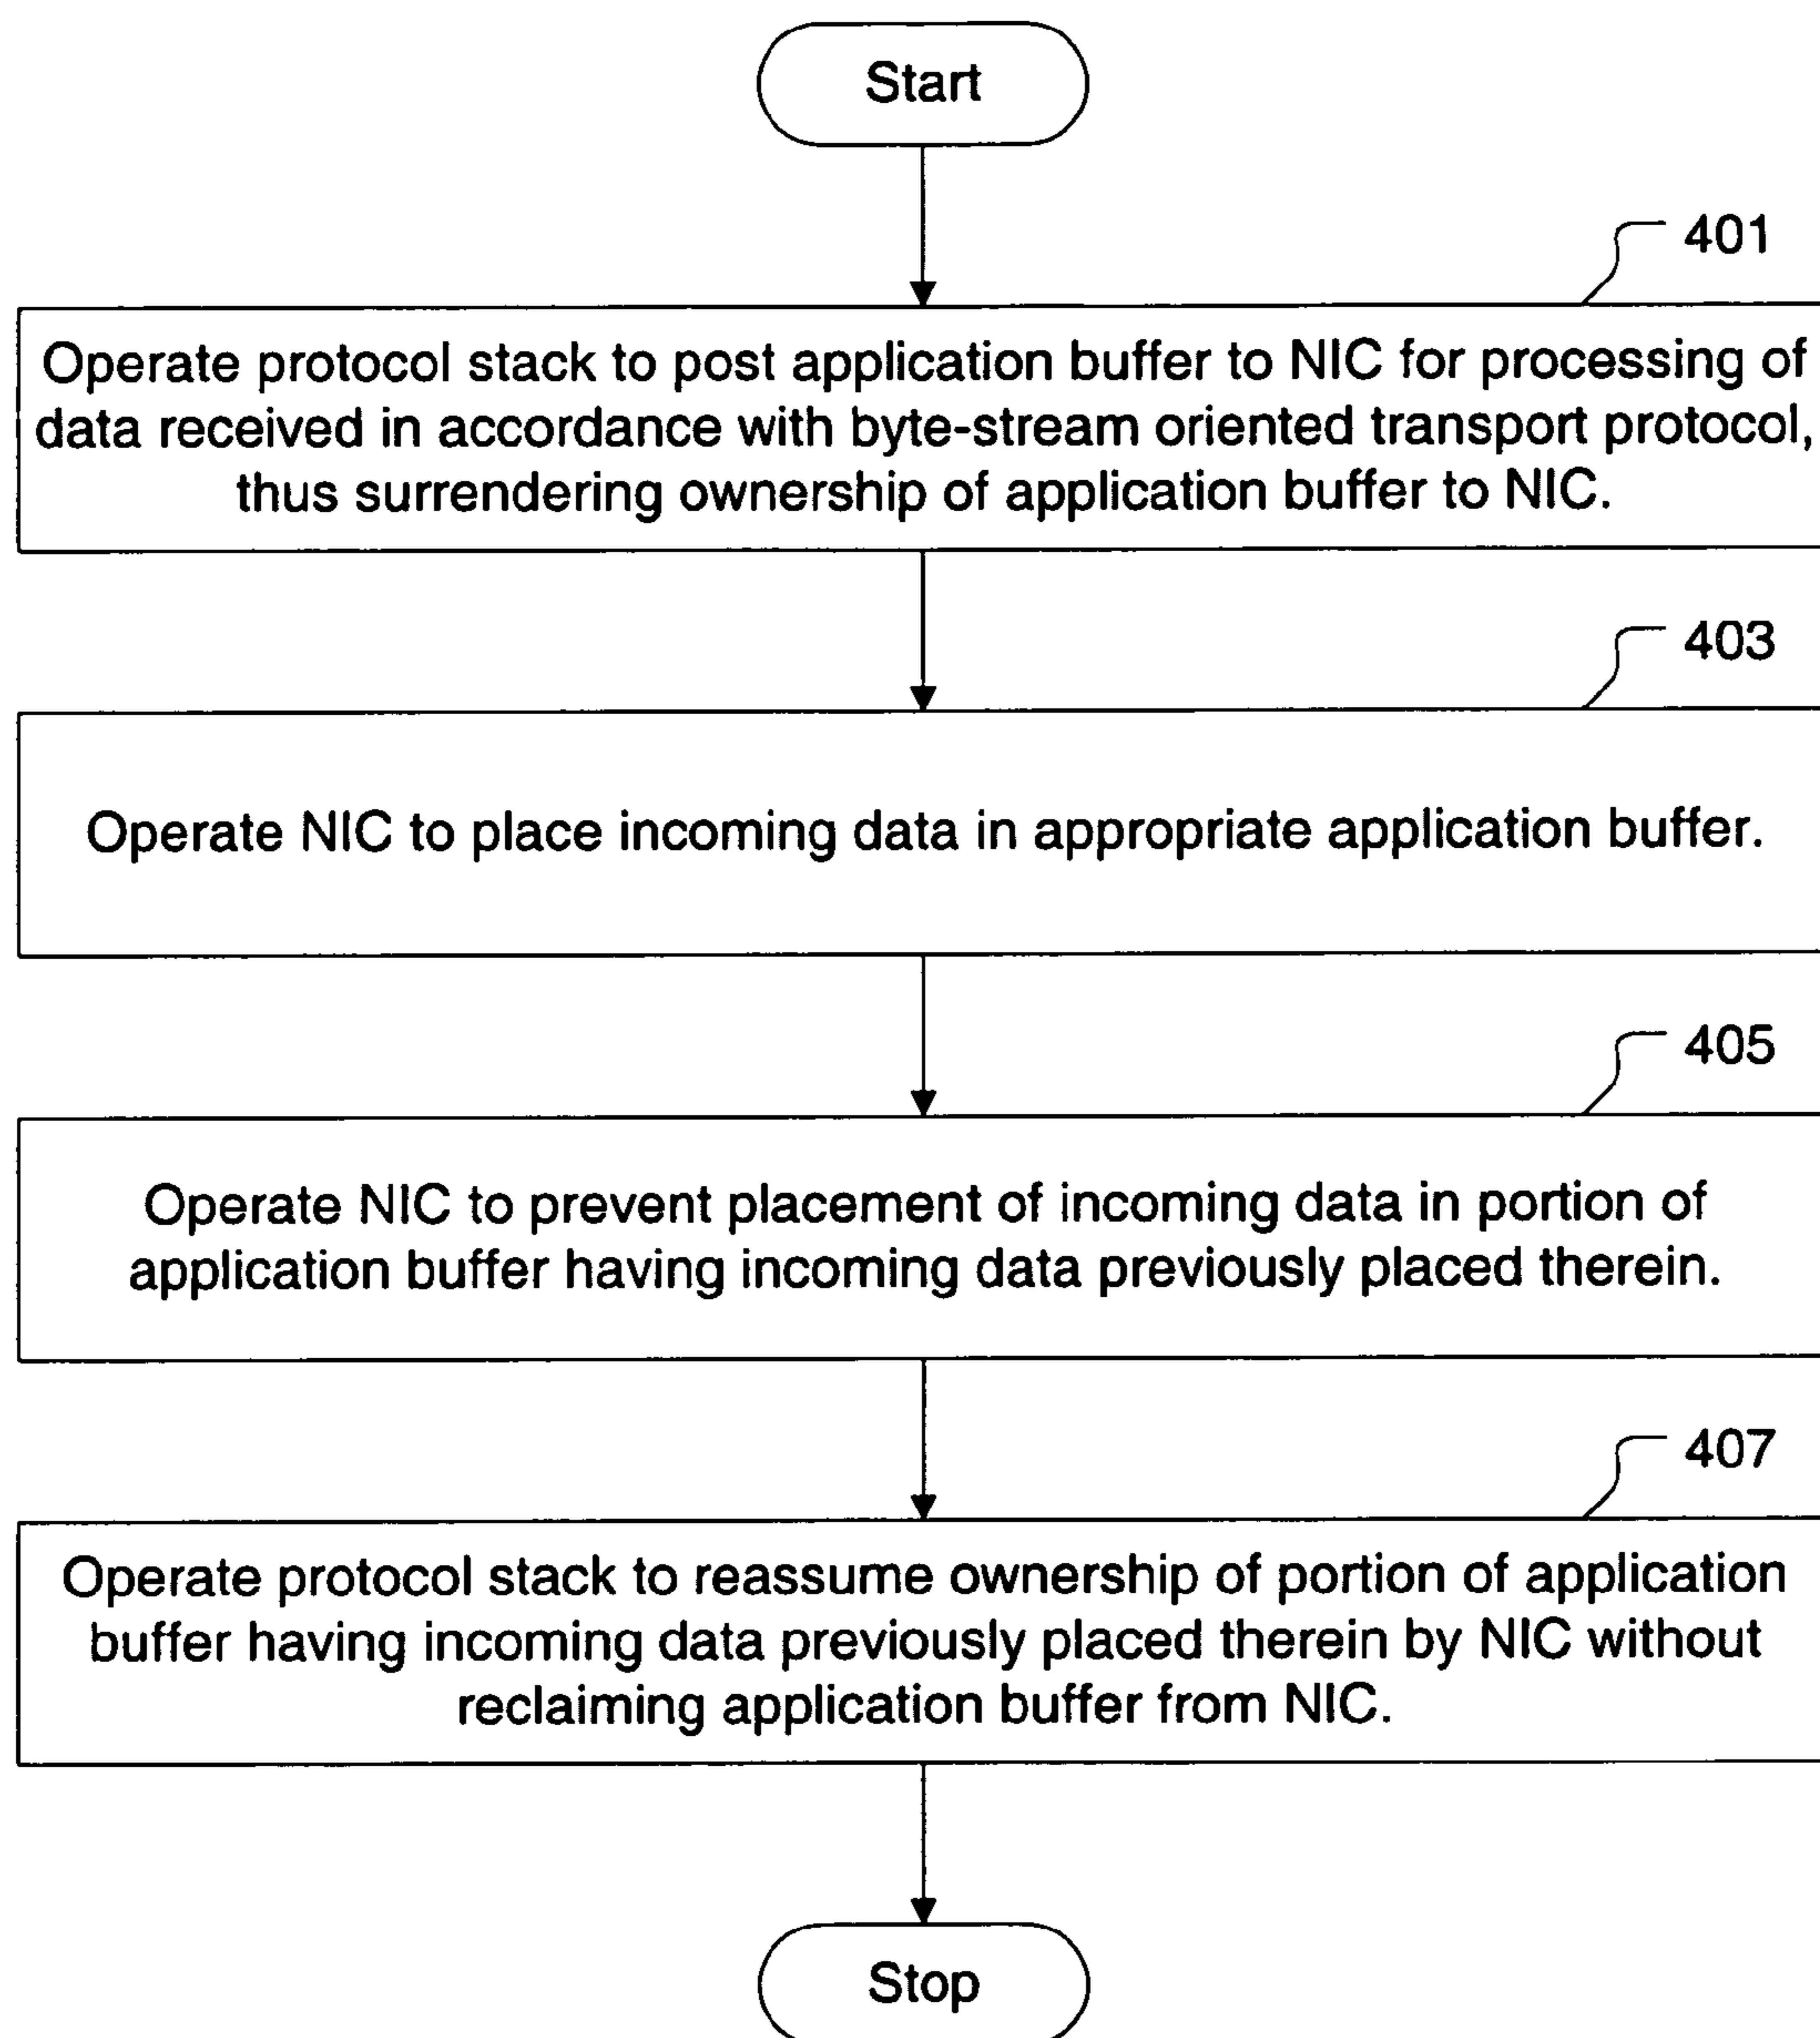 Start
401
Operate protocol stack to post application buffer to NIC for processing of
data received in accordance with byte-stream oriented transport protocol,
thus surrendering ownership of application buffer to NIC.
403
Operate NIC to place incoming data in appropriate application buffer.
405
Operate NIC to prevent placement of incoming data in portion of
application buffer having incoming data previously placed therein.
407
Operate protocol stack to reassume ownership of portion of application
buffer having incoming data previously placed therein by NIC without
reclaiming application buffer from NIC.
Stop